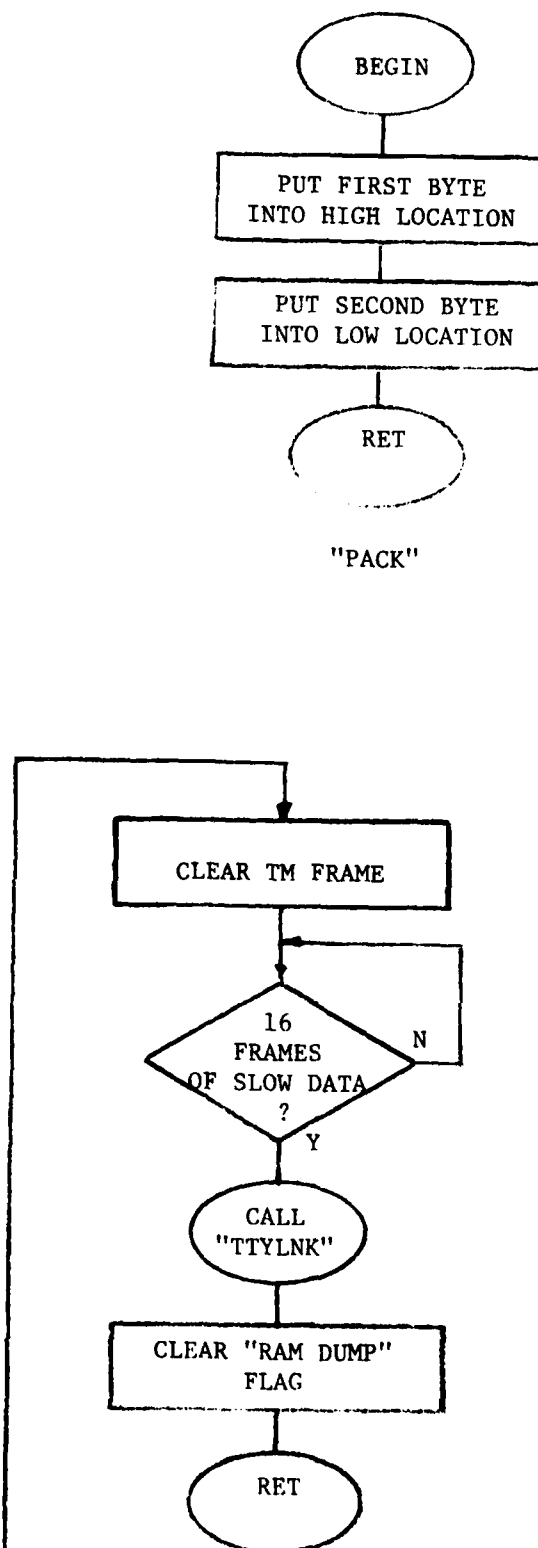 BEGIN
PUT FIRST BYTE
INTO HIGH LOCATION
PUT SECOND BYTE
INTO LOW LOCATION
RET
"PACK"
CLEAR TM FRAME
16
FRAMES
OF SLOW DATA
?
N
Y
CALL
"TTYLNK"
CLEAR "RAM DUMP"
FLAG
RET